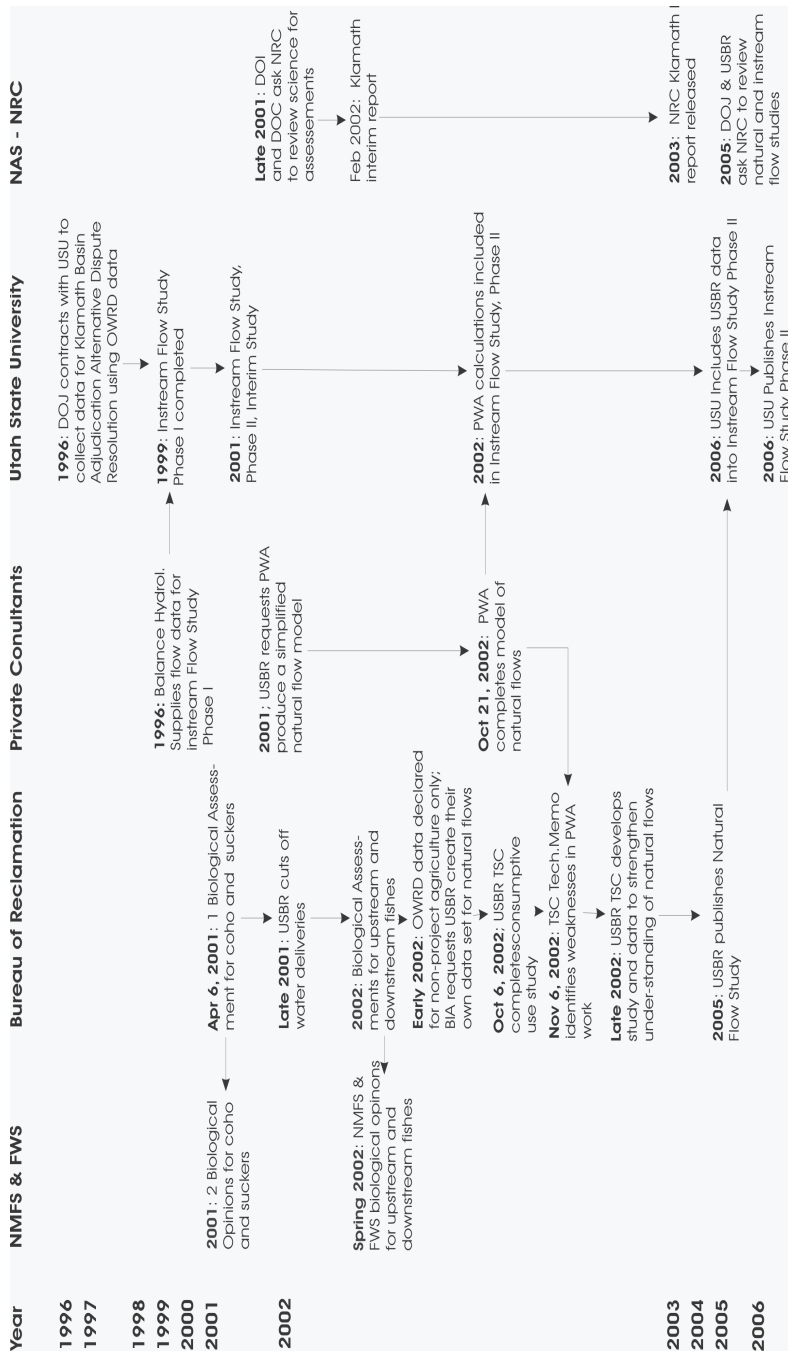 Year
NMFS & FWS
Bureau of Reclamation
Private Conultants
Utah State University
NAS - NRC
1996
1997
1998
1999
2000
2001
2002
2003
2004
2005
2006
2001: 2 Biological
Opinions for coho
and suckers
Spring 2002: NMFS &
FWS biological opinons
for upstream and
downstream fishes
Apr 6, 2001: 1 Biological Assess-
ment for coho and suckers
Late 2001: USBR cuts off
water deliveries
2002: Biological Assess-
ments for upstream and
downstream fishes
Early 2002: OWRD data declared
for non-project agriculture only;
BIA requests USBR create their
own data set for natural flows
Oct 6, 2002; USBR TSC
completesconsumptive
use study
Nov 6, 2002: TSC Tech.Memo
identifies weaknesses in PWA
work
Late 2002: USBR TSC develops
study and data to strengthen
under-standing of natural flows
2005: USBR publishes Natural
Flow Study
1996: Balance Hydrol.
Supplies flow data for
instream Flow Study
Phase I
2001; USBR requests PWA
produce a simplified
natural flow model
Oct 21, 2002: PWA
completes model of
natural flows
1996: DOJ contracts with USU to
collect data for Klamath Basin
Adjudication Alternative Dispute
Resolution using OWRD data
1999: Instream Flow Study
Phase I completed
2001: Instream Flow Study,
Phase II, Interim Study
2002: PWA calculations included
in Instream Flow Study, Phase II
2006: USU Includes USBR data
into Instream Flow Study Phase II
2006: USU Publishes Instream
Flow Study Phase II
Late 2001: DOI
and DOC ask NRC
to review science for
assessements
Feb 2002: Klamath
interim report
2003: NRC Klamath I
report released
2005: DOJ & USBR
ask NRC to review
natural and instream
flow studies